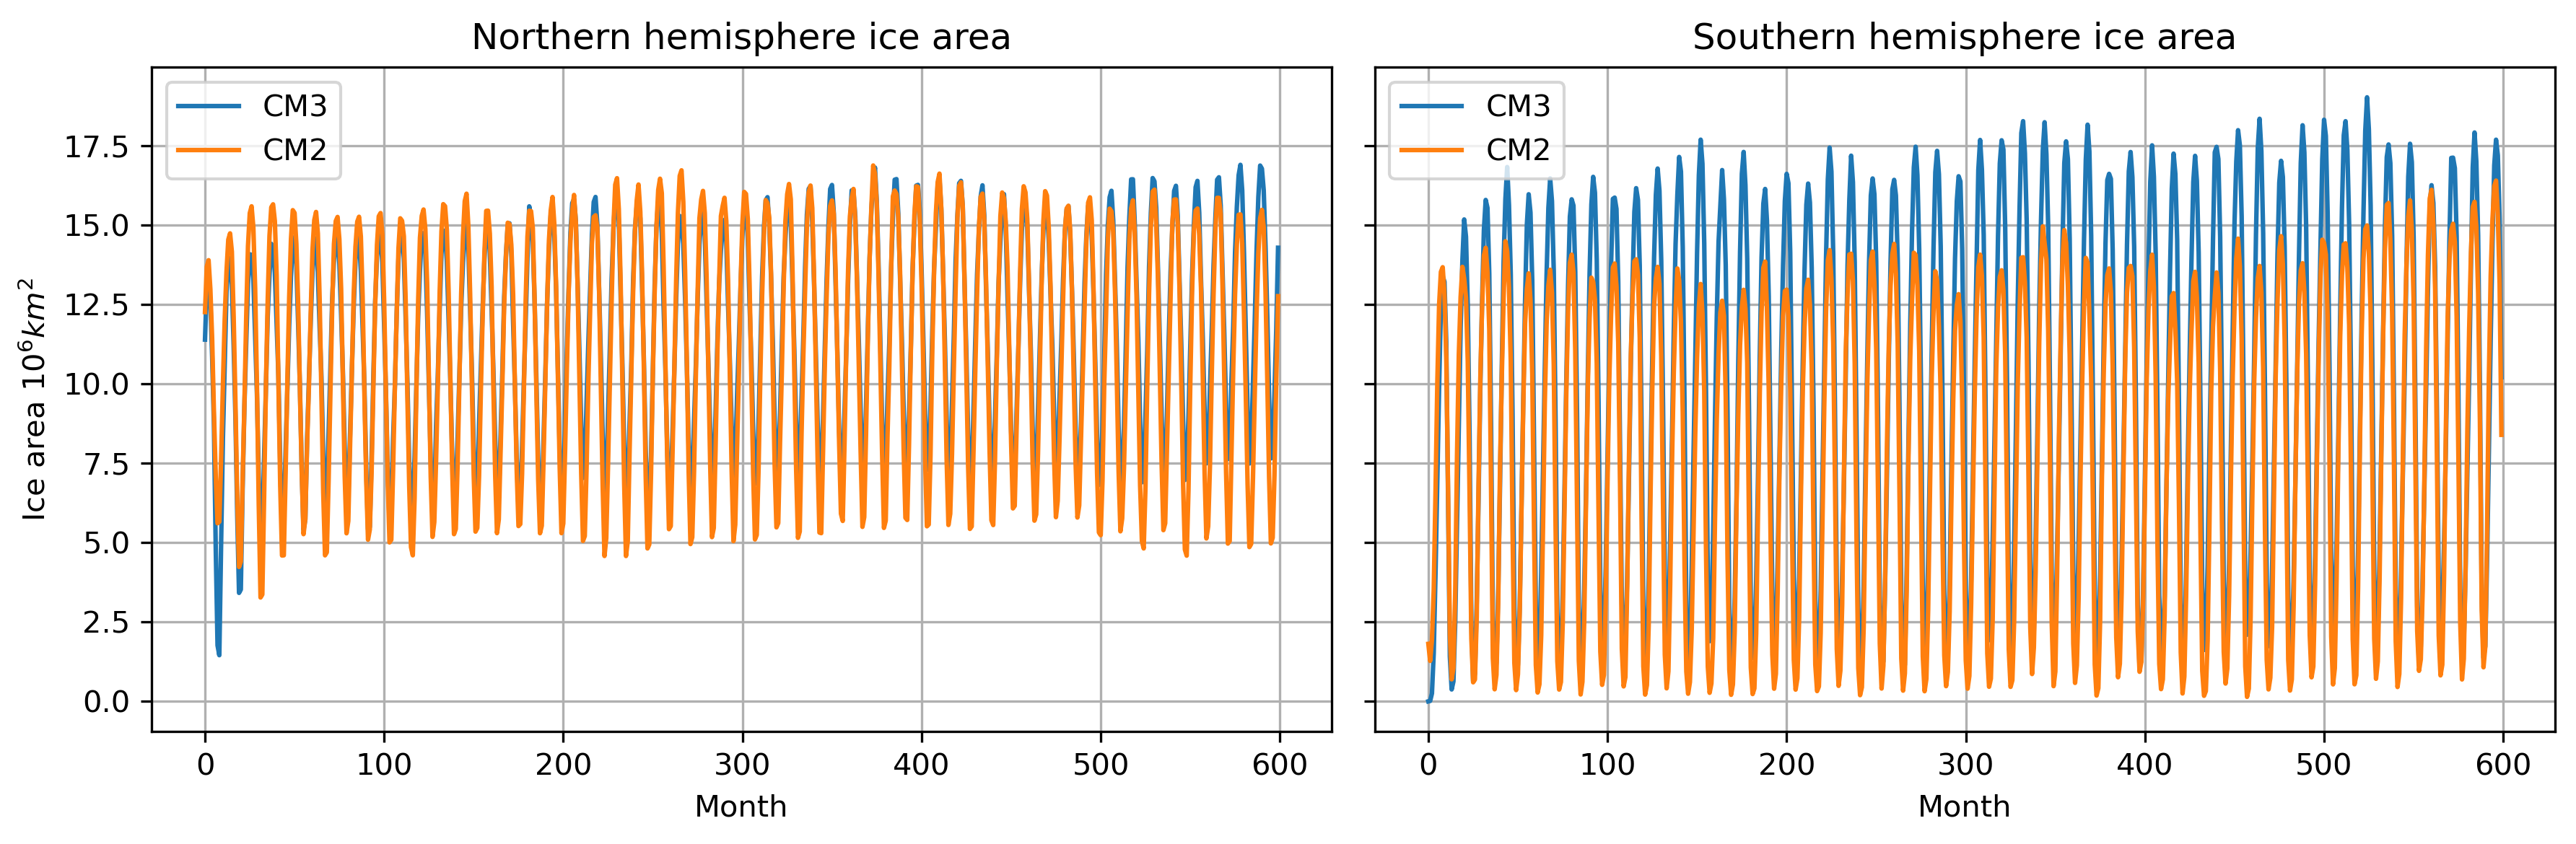 Northern hemisphere ice area
CM3
CM2
17.5
15.0
12.5
10.0
7.5
5.0
2.5
0.0
Ice area 10⁶km²
0 100 200 300 400 500 600
Month
Southern hemisphere ice area
CM3
CM2
0 100 200 300 400 500 600
Month